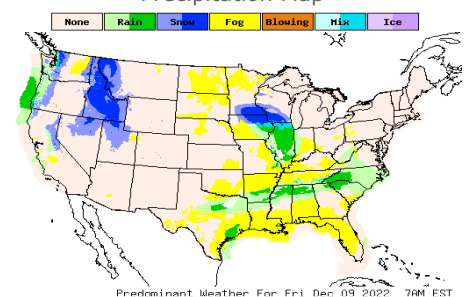 Precipitation Map
None Rain Snow Fog Blowing Mix Ice
Predominant Weather For Fri Dec 09 2022 7AM EST